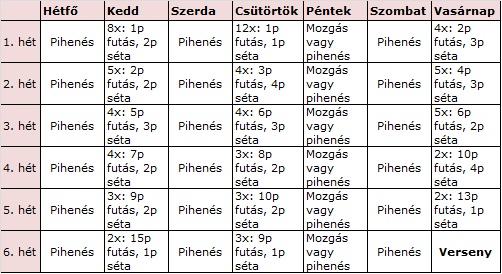 Hétfő Kedd Szerda Csütörtök Péntek Szombat Vasárnap
1. hét Pihenés 8x: 1p futás, 2p séta Pihenés 12x: 1p futás, 1p séta Mozgás vagy pihenés Pihenés 4x: 2p futás, 3p séta
2. hét Pihenés 5x: 2p futás, 2p séta Pihenés 4x: 3p futás, 4p séta Mozgás vagy pihenés Pihenés 5x: 4p futás, 3p séta
3. hét Pihenés 4x: 5p futás, 3p séta Pihenés 4x: 6p futás, 3p séta Mozgás vagy pihenés Pihenés 5x: 6p futás, 2p séta
4. hét Pihenés 4x: 7p futás, 2p séta Pihenés 3x: 8p futás, 2p séta Mozgás vagy pihenés Pihenés 2x: 10p futás, 4p séta
5. hét Pihenés 3x: 9p futás, 2p séta Pihenés 3x: 10p futás, 2p séta Mozgás vagy pihenés Pihenés 2x: 13p futás, 1p séta
6. hét Pihenés 2x: 15p futás, 1p séta Pihenés 3x: 9p futás, 1p séta Mozgás vagy pihenés Pihenés Verseny